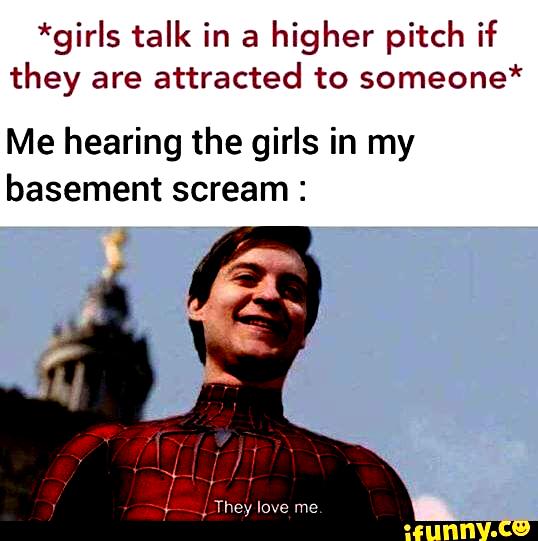 *girls talk in a higher pitch if
they are attracted to someone*
Me hearing the girls in my
basement scream :
They love me.
ifunny.co